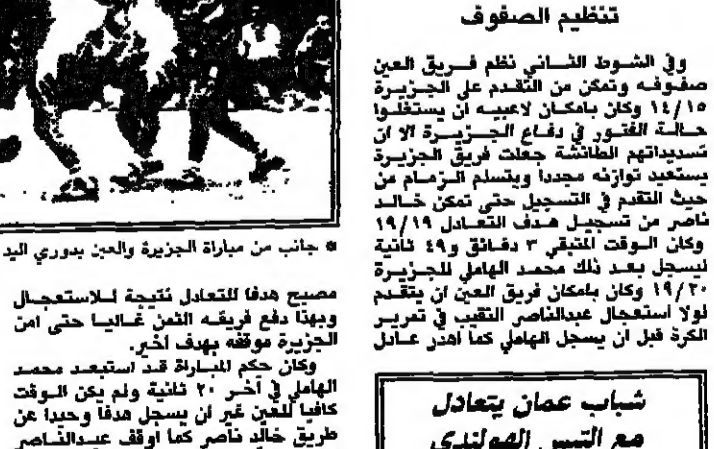 تنظيم الصفوف
وفي الشوط الثاني نظم فريق العين
صفوفه وتمكن من التقدم على الجزيرة
١٤/١٥ وكان بامكان لاعبيه ان يستغلوا
حالة الفتور في دفاع الجزيرة الا ان
تسديداتهم الطائشة جعلت فريق الجزيرة
يستعيد توازنه مجددا ويتسلم الزمام من
حيث التقدم في التسجيل حتى تمكن خالد
ناصر من تسجيل هدف التعادل ١٩/١٩
وكان الوقت المتبقي ٣ دقائق و٤٩ ثانية
ليسجل بعد ذلك محمد الهاملي للجزيرة
١٩/٢٠ وكان بامكان فريق العين ان يتقدم
لولا استعجال عبدالناصر النقيب في تمرير
الكرة قبل ان يسجل الهاملي كما اهدر عادل
* جانب من مباراة الجزيرة والعين بدوري اليد
مصبح هدفا للتعادل نتيجة للاستعجال
وبهذا دفع فريقه الثمن غاليا حتى امن
الجزيرة موقفه بهدف اخير.
وكان حكم المباراة قد استبعد محمد
الهاملي في آخر ٢٠ ثانية ولم يكن الوقت
كافيا للعين غير ان يسجل هدفا وحيدا عن
طريق خالد ناصر كما اوقف عبدالناصر
شباب عمان يتعادل
مع التيس الهولندي